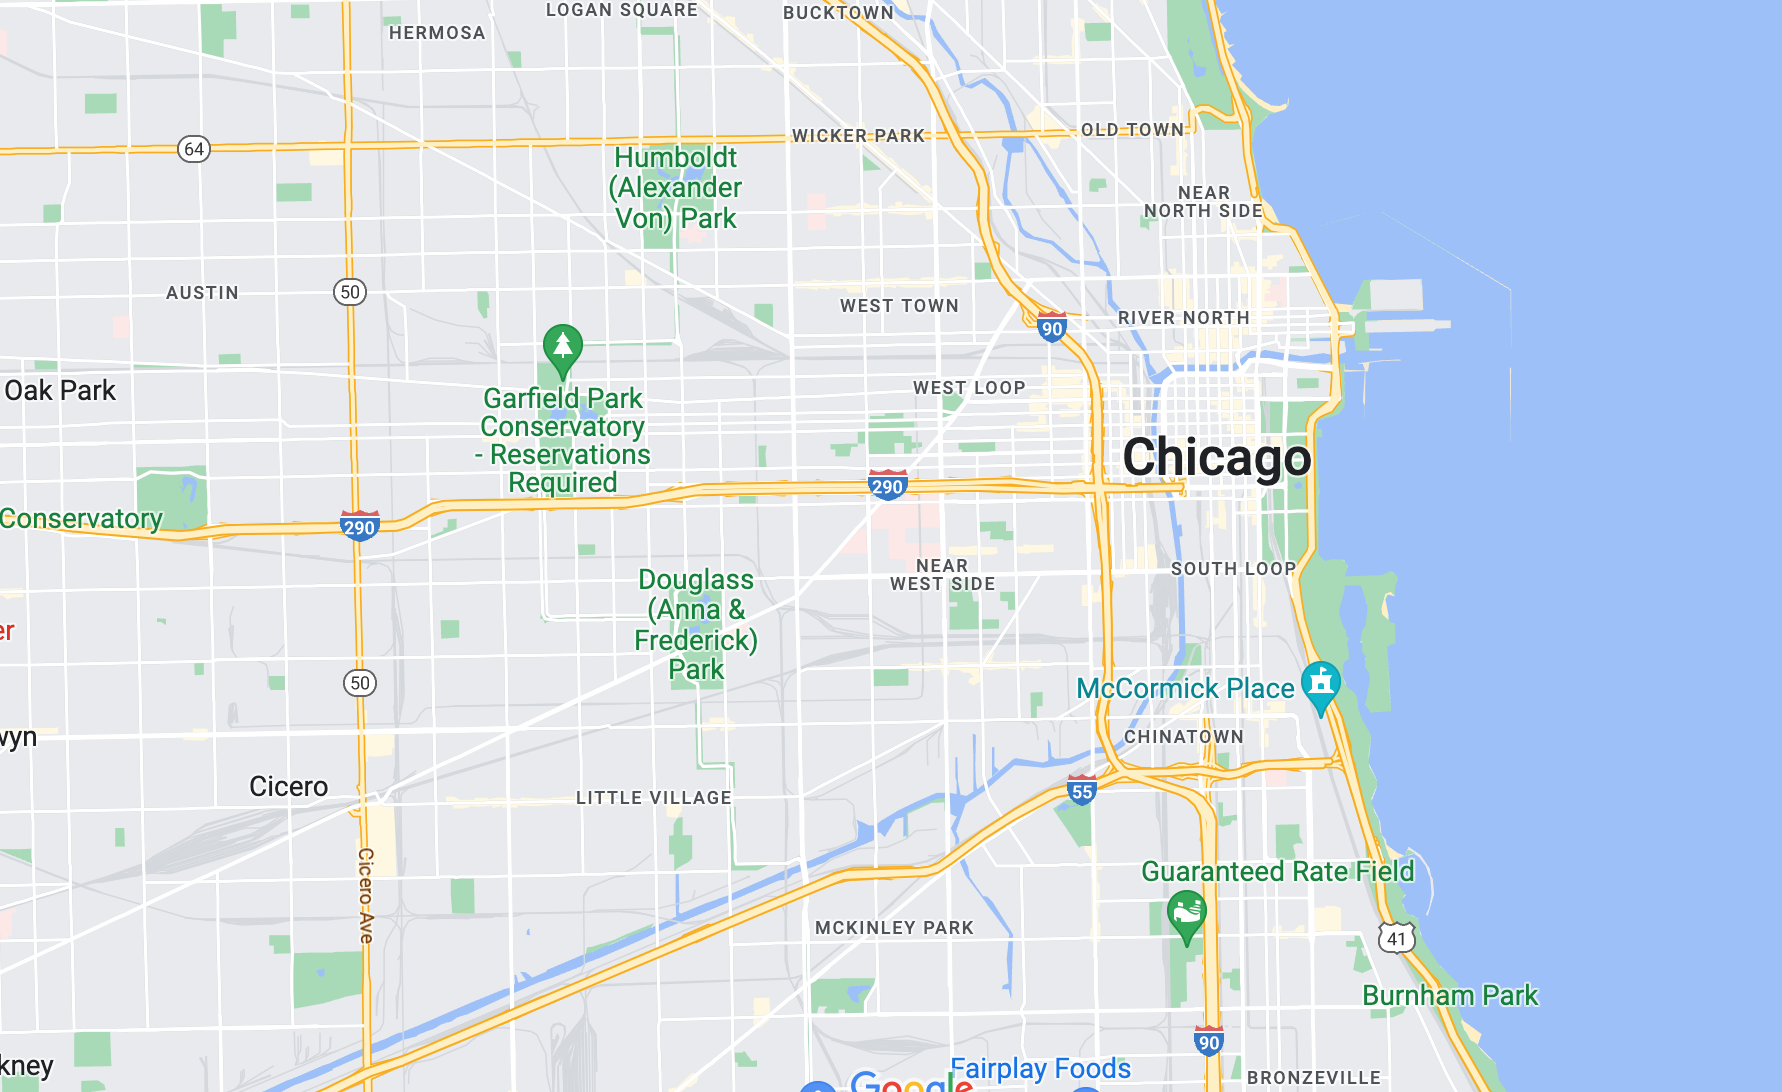 LOGAN SQUARE
BUCKTOWN
HERMOSA
64
WICKER PARK
OLD TOWN
Humboldt
(Alexander
Von) Park
NEAR
NORTH SIDE
AUSTIN
50
WEST TOWN
90
RIVER NORTH
Oak Park
WEST LOOP
Garfield Park
Conservatory
- Reservations
Required
Chicago
290
Conservatory
290
NEAR
WEST SIDE
SOUTH LOOP
Douglass
(Anna &
Frederick)
Park
er
50
McCormick Place
vyn
CHINATOWN
Cicero
LITTLE VILLAGE
55
Cicero Ave
Guaranteed Rate Field
MCKINLEY PARK
41
Burnham Park
90
kney
Fairplay Foods
Google
BRONZEVILLE